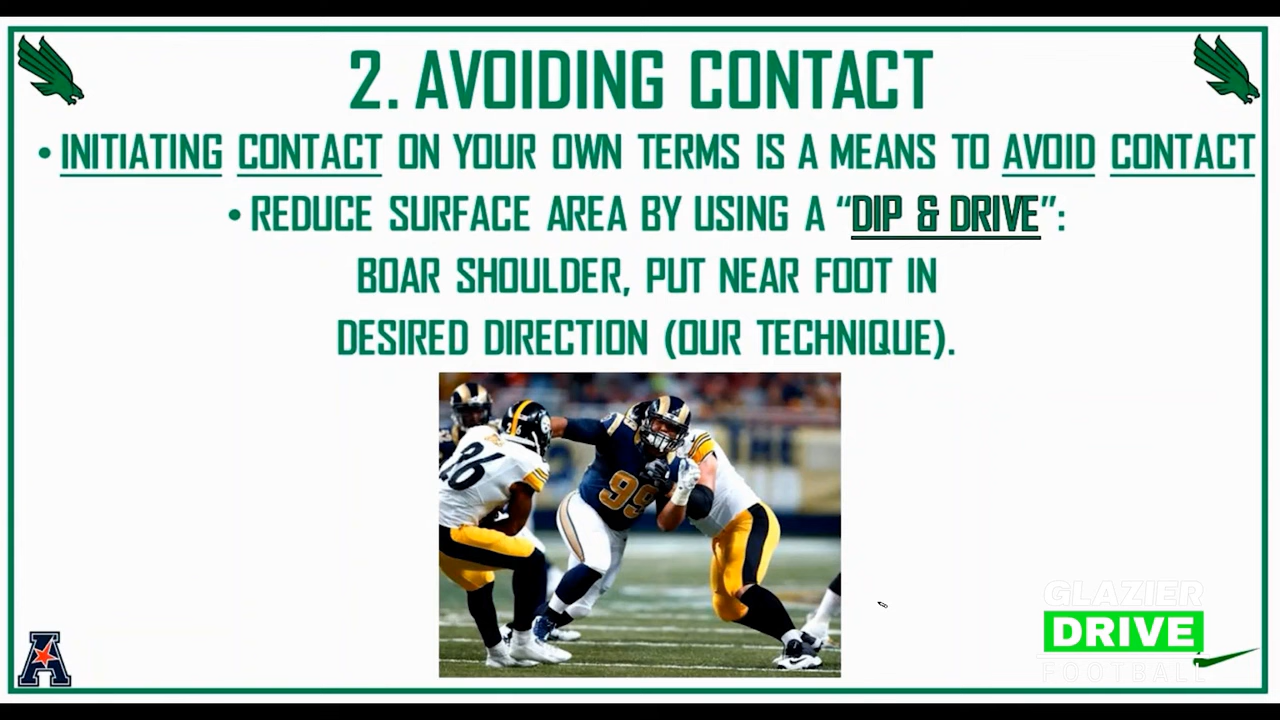 2. AVOIDING CONTACT
• INITIATING CONTACT ON YOUR OWN TERMS IS A MEANS TO AVOID CONTACT
• REDUCE SURFACE AREA BY USING A “DIP & DRIVE”:
BOAR SHOULDER, PUT NEAR FOOT IN
DESIRED DIRECTION (OUR TECHNIQUE).
26
99
GLAZIER
DRIVE
FOOTBALL